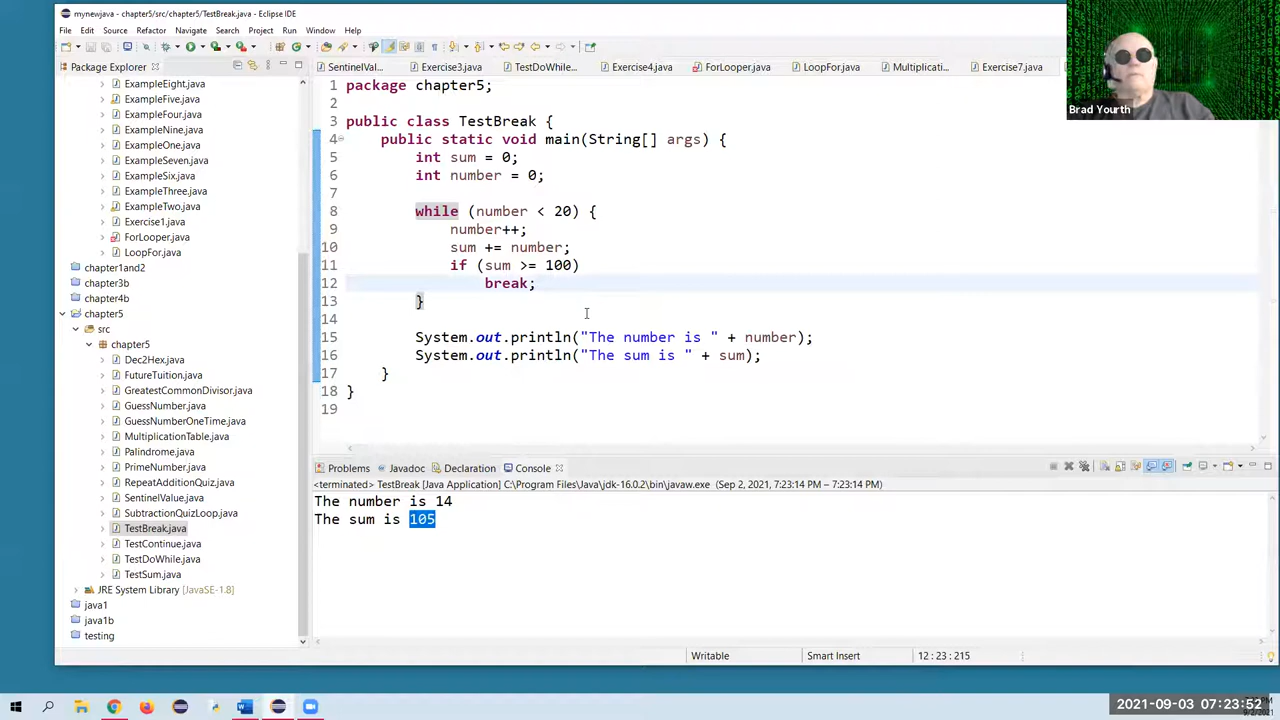 mynewjava - chapter5/src/chapter5/TestBreak.java - Eclipse IDE
File Edit Source Refactor Navigate Search Project Run Window Help
Package Explorer
SentinelVal... Exercise3.java TestDoWhile... Exercise4.java ForLooper.java LoopFor.java Multiplicati... Exercise7.java
Brad Yourth
ExampleEight.java
ExampleFive.java
ExampleFour.java
ExampleNine.java
ExampleOne.java
ExampleSeven.java
ExampleSix.java
ExampleThree.java
ExampleTwo.java
Exercise1.java
ForLooper.java
LoopFor.java
chapter1and2
chapter3b
chapter4b
chapter5
src
chapter5
Dec2Hex.java
FutureTuition.java
GreatestCommonDivisor.java
GuessNumber.java
GuessNumberOneTime.java
MultiplicationTable.java
Palindrome.java
PrimeNumber.java
RepeatAdditionQuiz.java
SentinelValue.java
SubtractionQuizLoop.java
TestBreak.java
TestContinue.java
TestDoWhile.java
TestSum.java
JRE System Library [JavaSE-1.8]
java1
java1b
testing
1 package chapter5;
2
3 public class TestBreak {
4 public static void main(String[] args) {
5 int sum = 0;
6 int number = 0;
7
8 while (number < 20) {
9 number++;
10 sum += number;
11 if (sum >= 100)
12 break;
13 }
14
15 System.out.println("The number is " + number);
16 System.out.println("The sum is " + sum);
17 }
18 }
19
Problems Javadoc Declaration Console
<terminated> TestBreak [Java Application] C:\Program Files\Java\jdk-16.0.2\bin\javaw.exe (Sep 2, 2021, 7:23:14 PM – 7:23:14 PM)
The number is 14
The sum is 105
Writable Smart Insert 12 : 23 : 215
2021-09-03 07:23:52
9/2/2021